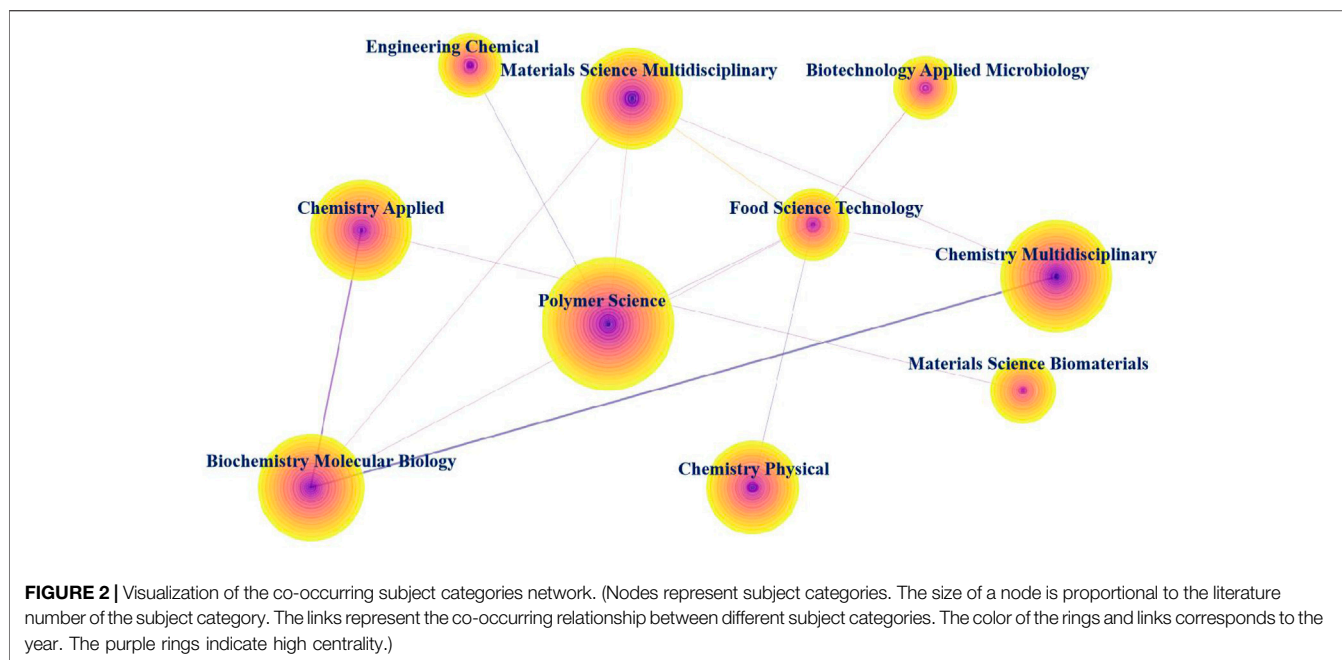 Engineering Chemical
Materials Science Multidisciplinary
Biotechnology Applied Microbiology
Chemistry Applied
Food Science Technology
Chemistry Multidisciplinary
Polymer Science
Materials Science Biomaterials
Biochemistry Molecular Biology
Chemistry Physical
FIGURE 2 | Visualization of the co-occurring subject categories network. (Nodes represent subject categories. The size of a node is proportional to the literature
number of the subject category. The links represent the co-occurring relationship between different subject categories. The color of the rings and links corresponds to the
year. The purple rings indicate high centrality.)